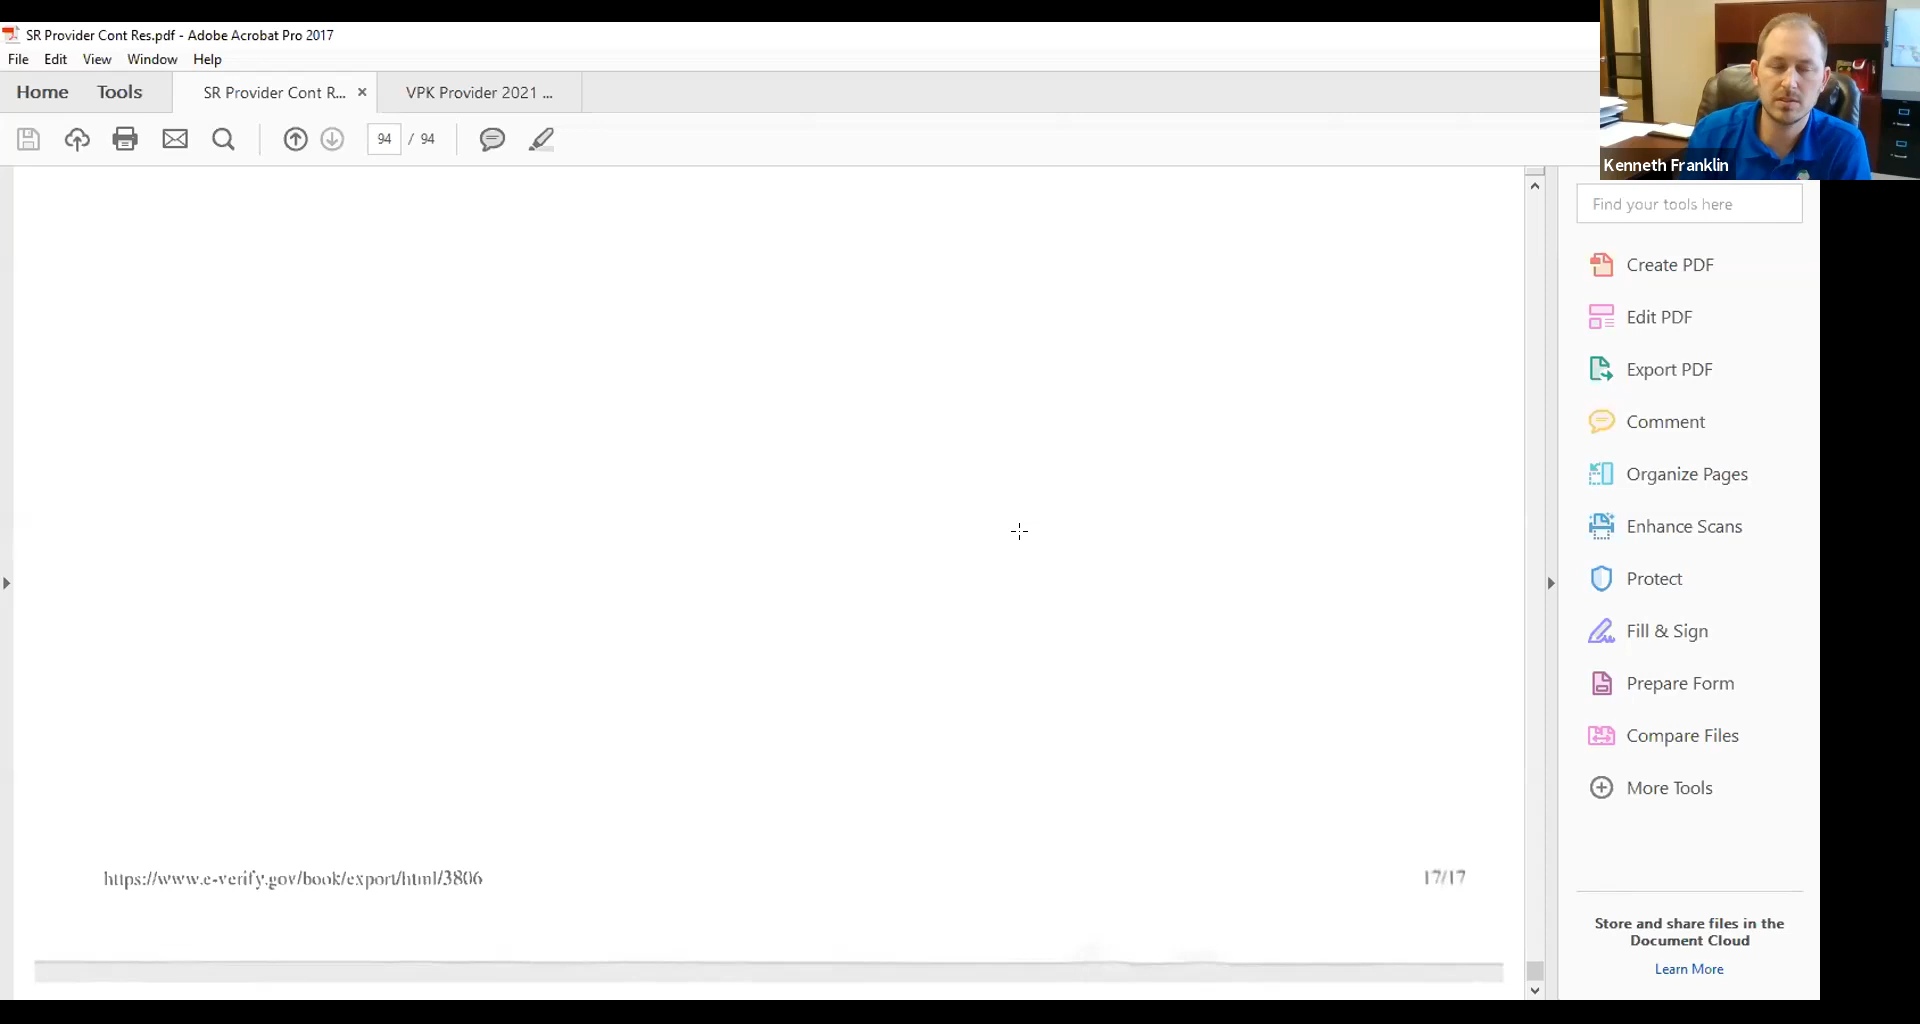 SR Provider Cont Res.pdf - Adobe Acrobat Pro 2017
File Edit View Window Help
Home Tools SR Provider Cont R... × VPK Provider 2021 ...
94 / 94
Kenneth Franklin
Find your tools here
Create PDF
Edit PDF
Export PDF
Comment
Organize Pages
Enhance Scans
Protect
Fill & Sign
Prepare Form
Compare Files
More Tools
https://www.e-verify.gov/book/export/html/3806 17/17
Store and share files in the
Document Cloud
Learn More